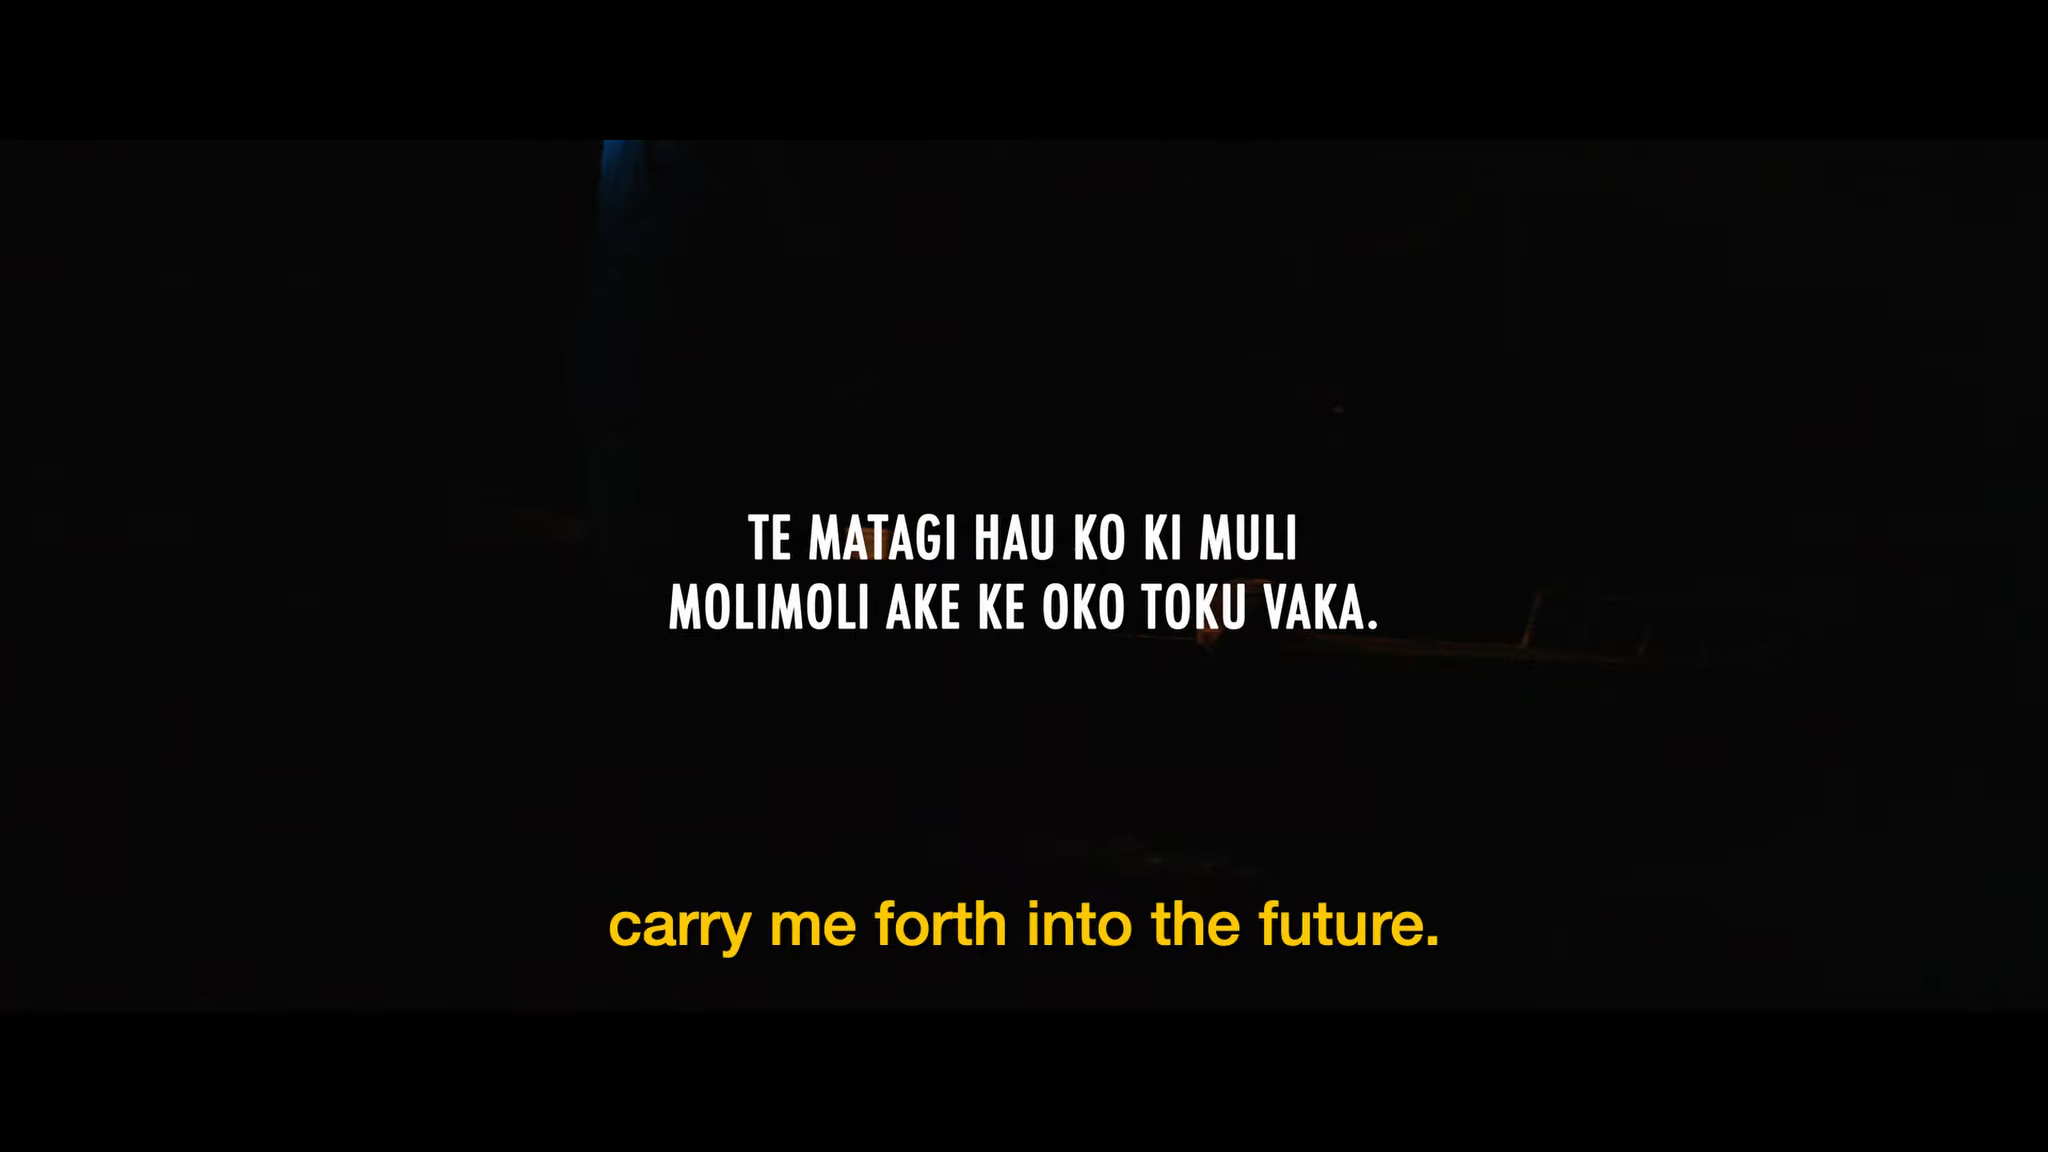 TE MATAGI HAU KO KI MULI
MOLIMOLI AKE KE OKO TOKU VAKA.
carry me forth into the future.